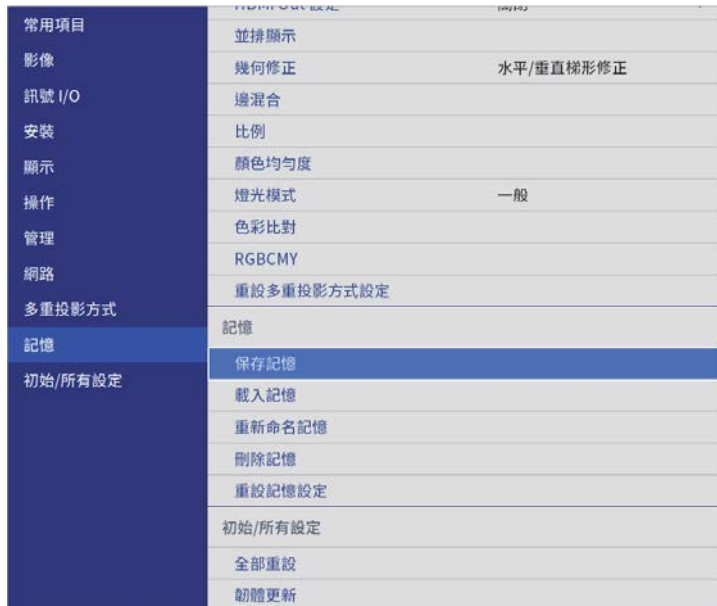 常用項目
影像
訊號 I/O
安裝
顯示
操作
管理
網路
多重投影方式
記憶
初始/所有設定
並排顯示
幾何修正 水平/垂直梯形修正
邊混合
比例
顏色均勻度
燈光模式 一般
色彩比對
RGBCMY
重設多重投影方式設定
記憶
保存記憶
載入記憶
重新命名記憶
刪除記憶
重設記憶設定
初始/所有設定
全部重設
韌體更新